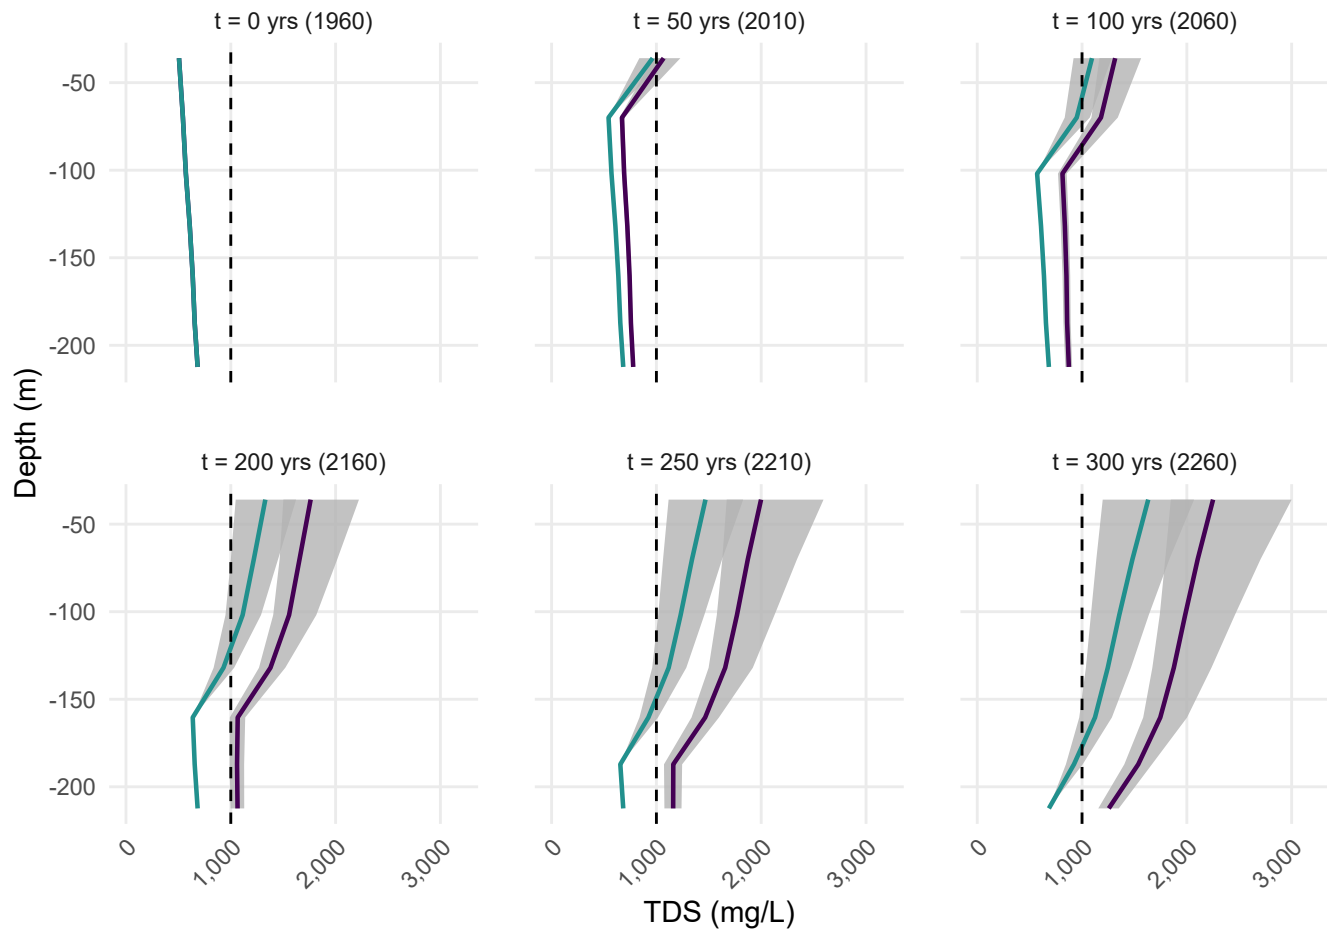 t = 0 yrs (1960)
t = 50 yrs (2010)
t = 100 yrs (2060)
-50
-100
-150
-200
Depth (m)
t = 200 yrs (2160)
t = 250 yrs (2210)
t = 300 yrs (2260)
-50
-100
-150
-200
0
1,000
2,000
3,000
0
1,000
2,000
3,000
0
1,000
2,000
3,000
TDS (mg/L)